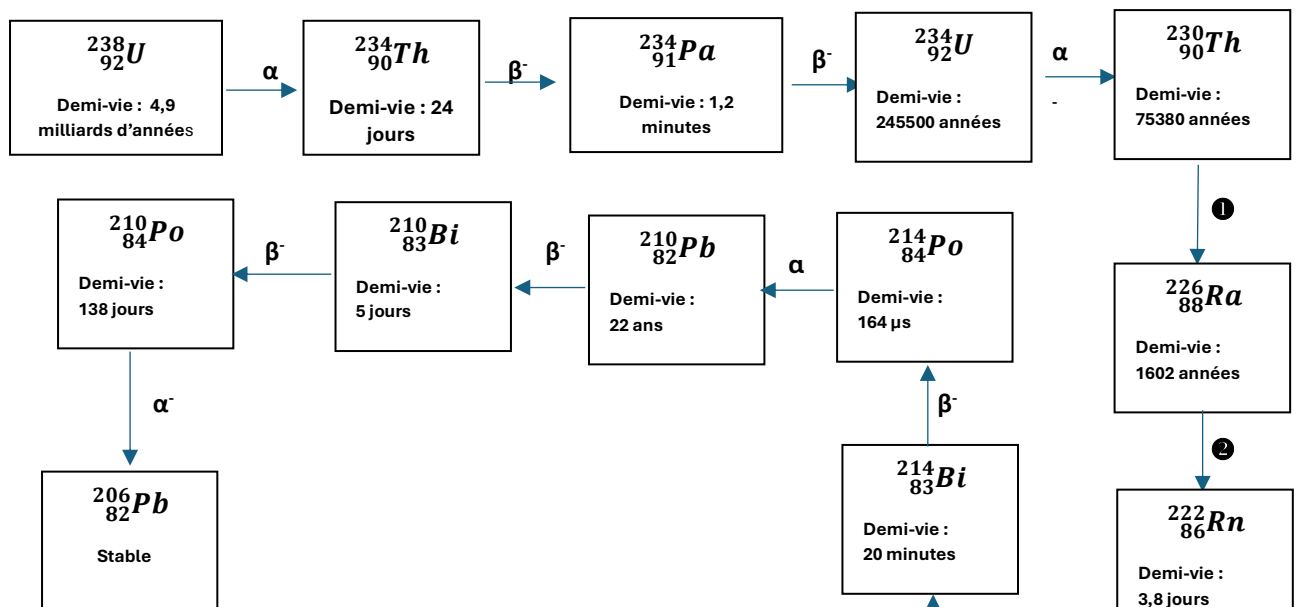 ²³⁸₉₂U
Demi-vie : 4,9
milliards d’années
α
²³⁴₉₀Th
Demi-vie : 24
jours
β⁻
²³⁴₉₁Pa
Demi-vie : 1,2
minutes
β⁻
²³⁴₉₂U
Demi-vie :
245500 années
α
-
²³⁰₉₀Th
Demi-vie :
75380 années
❶
²²⁶₈₈Ra
Demi-vie :
1602 années
❷
²²²₈₆Rn
Demi-vie :
3,8 jours
²¹⁴₈₃Bi
Demi-vie :
20 minutes
β⁻
²¹⁴₈₄Po
Demi-vie :
164 µs
α
²¹⁰₈₂Pb
Demi-vie :
22 ans
β⁻
²¹⁰₈₃Bi
Demi-vie :
5 jours
β⁻
²¹⁰₈₄Po
Demi-vie :
138 jours
α⁻
²⁰⁶₈₂Pb
Stable